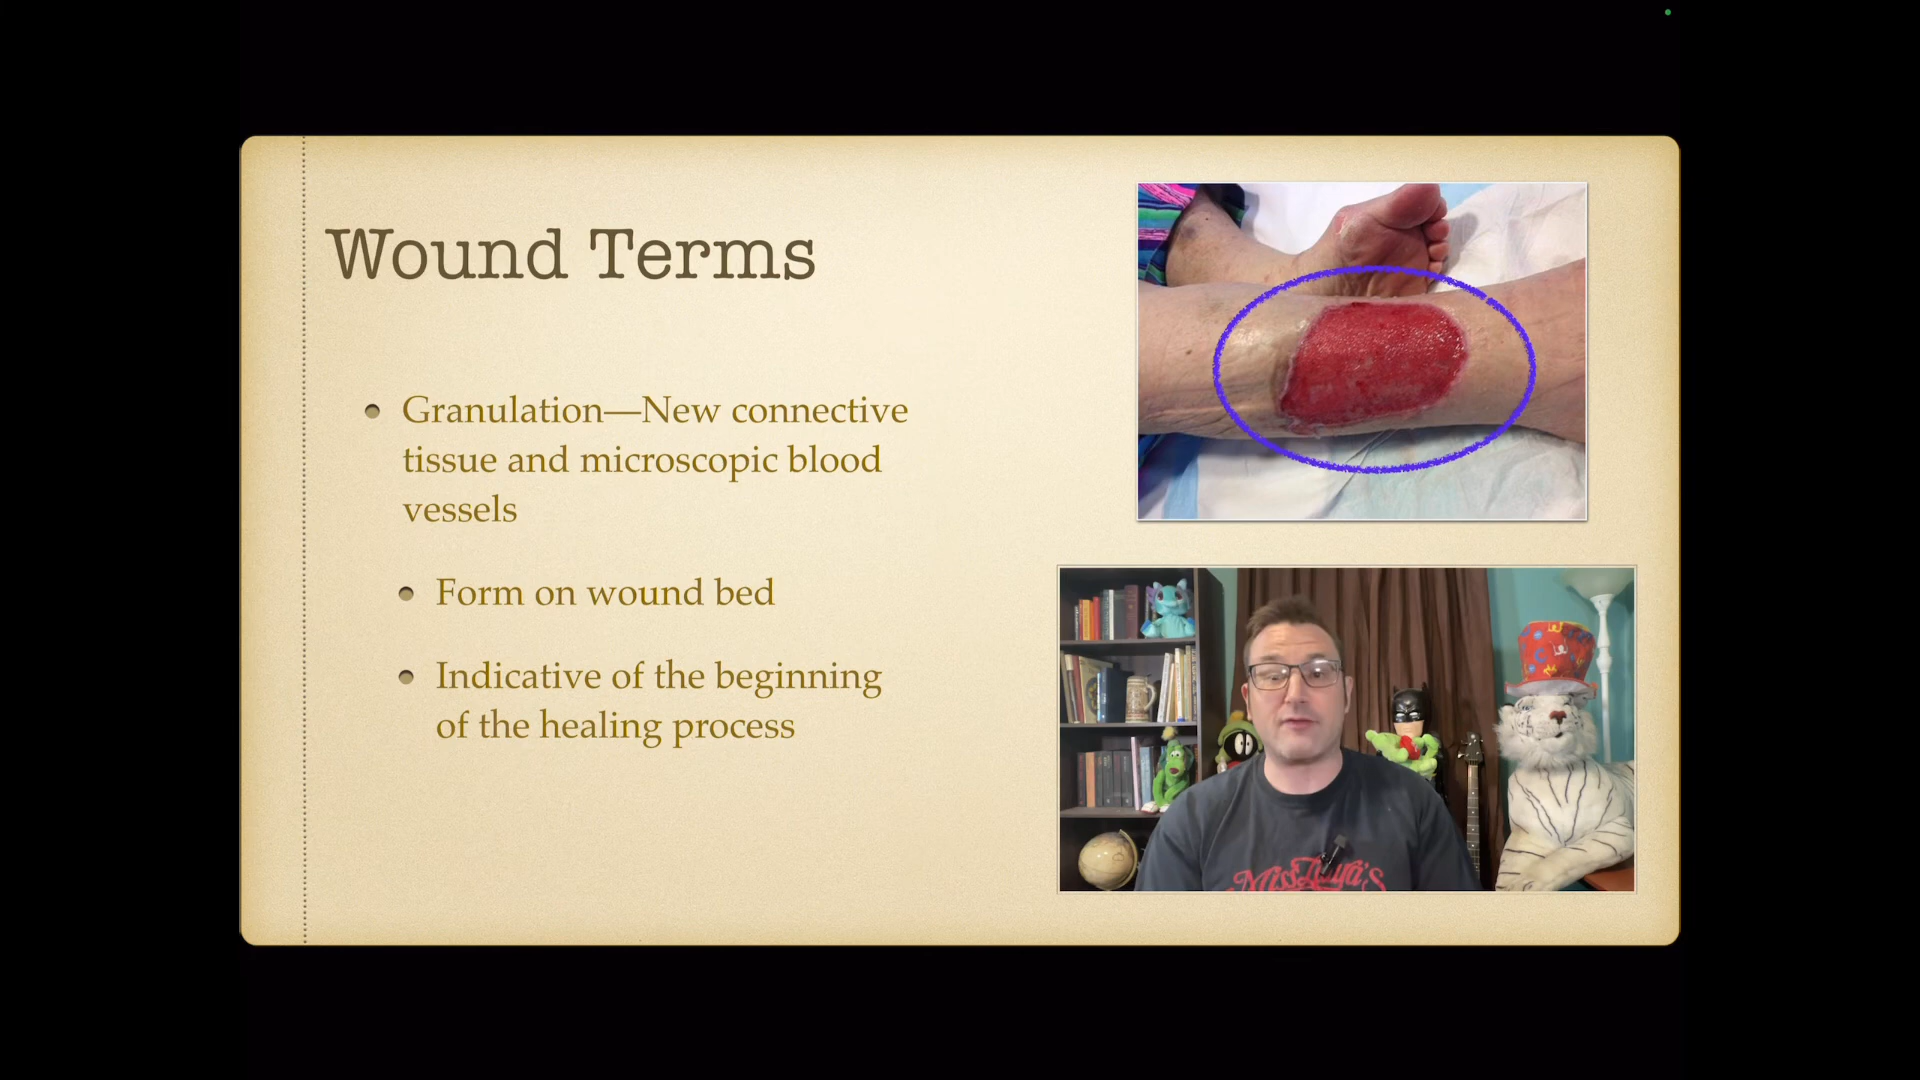 Wound Terms
Granulation—New connective
tissue and microscopic blood
vessels
Form on wound bed
Indicative of the beginning
of the healing process